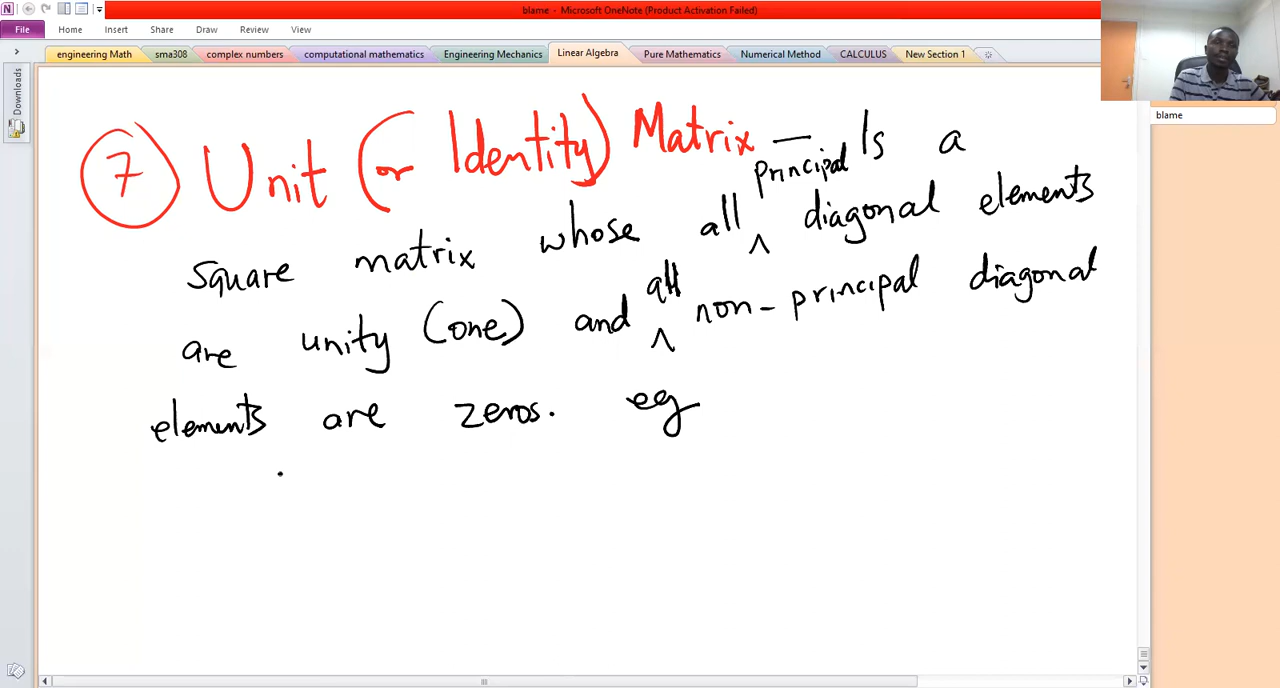 blame - Microsoft OneNote (Product Activation Failed)
File Home Insert Share Draw Review View
engineering Math sma308 complex numbers computational mathematics Engineering Mechanics Linear Algebra Pure Mathematics Numerical Method CALCULUS New Section 1
Downloads
blame
7 Unit (or Identity) Matrix — Is a
square matrix whose all ^ principal diagonal elements
are unity (one) and ^ all non-principal diagonal
elements are zeros. eg